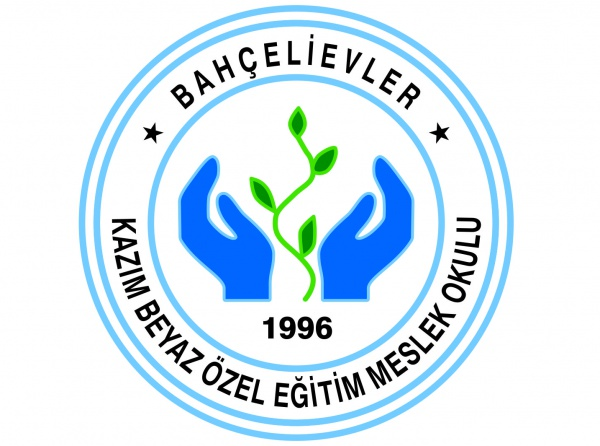 BAHÇELİEVLER
KAZIM BEYAZ ÖZEL EĞİTİM MESLEK OKULU
1996